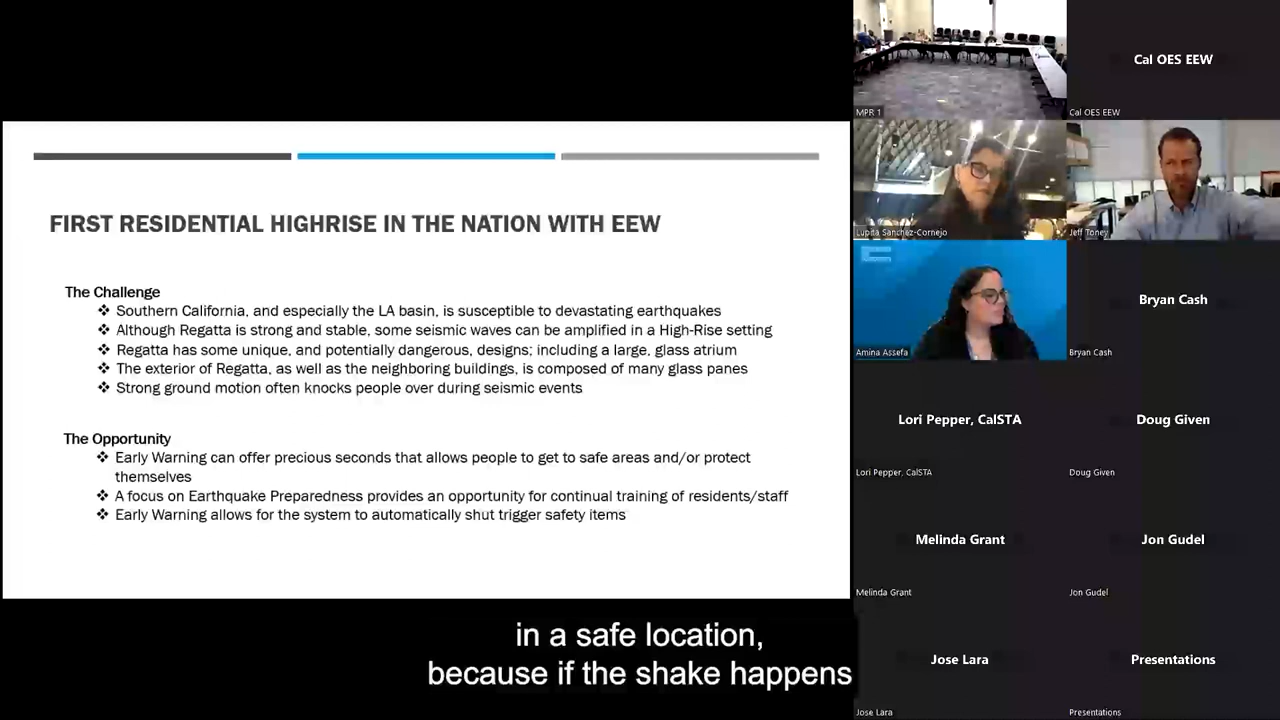 FIRST RESIDENTIAL HIGHRISE IN THE NATION WITH EEW
The Challenge
❖ Southern California, and especially the LA basin, is susceptible to devastating earthquakes
❖ Although Regatta is strong and stable, some seismic waves can be amplified in a High-Rise setting
❖ Regatta has some unique, and potentially dangerous, designs; including a large, glass atrium
❖ The exterior of Regatta, as well as the neighboring buildings, is composed of many glass panes
❖ Strong ground motion often knocks people over during seismic events
The Opportunity
❖ Early Warning can offer precious seconds that allows people to get to safe areas and/or protect
themselves
❖ A focus on Earthquake Preparedness provides an opportunity for continual training of residents/staff
❖ Early Warning allows for the system to automatically shut trigger safety items
in a safe location,
because if the shake happens
MPR 1
Cal OES EEW
Cal OES EEW
Lupita Sanchez-Cornejo
Jeff Toney
Amina Assefa
Bryan Cash
Bryan Cash
Lori Pepper, CalSTA
Lori Pepper, CalSTA
Doug Given
Doug Given
Melinda Grant
Melinda Grant
Jon Gudel
Jon Gudel
Jose Lara
Jose Lara
Presentations
Presentations